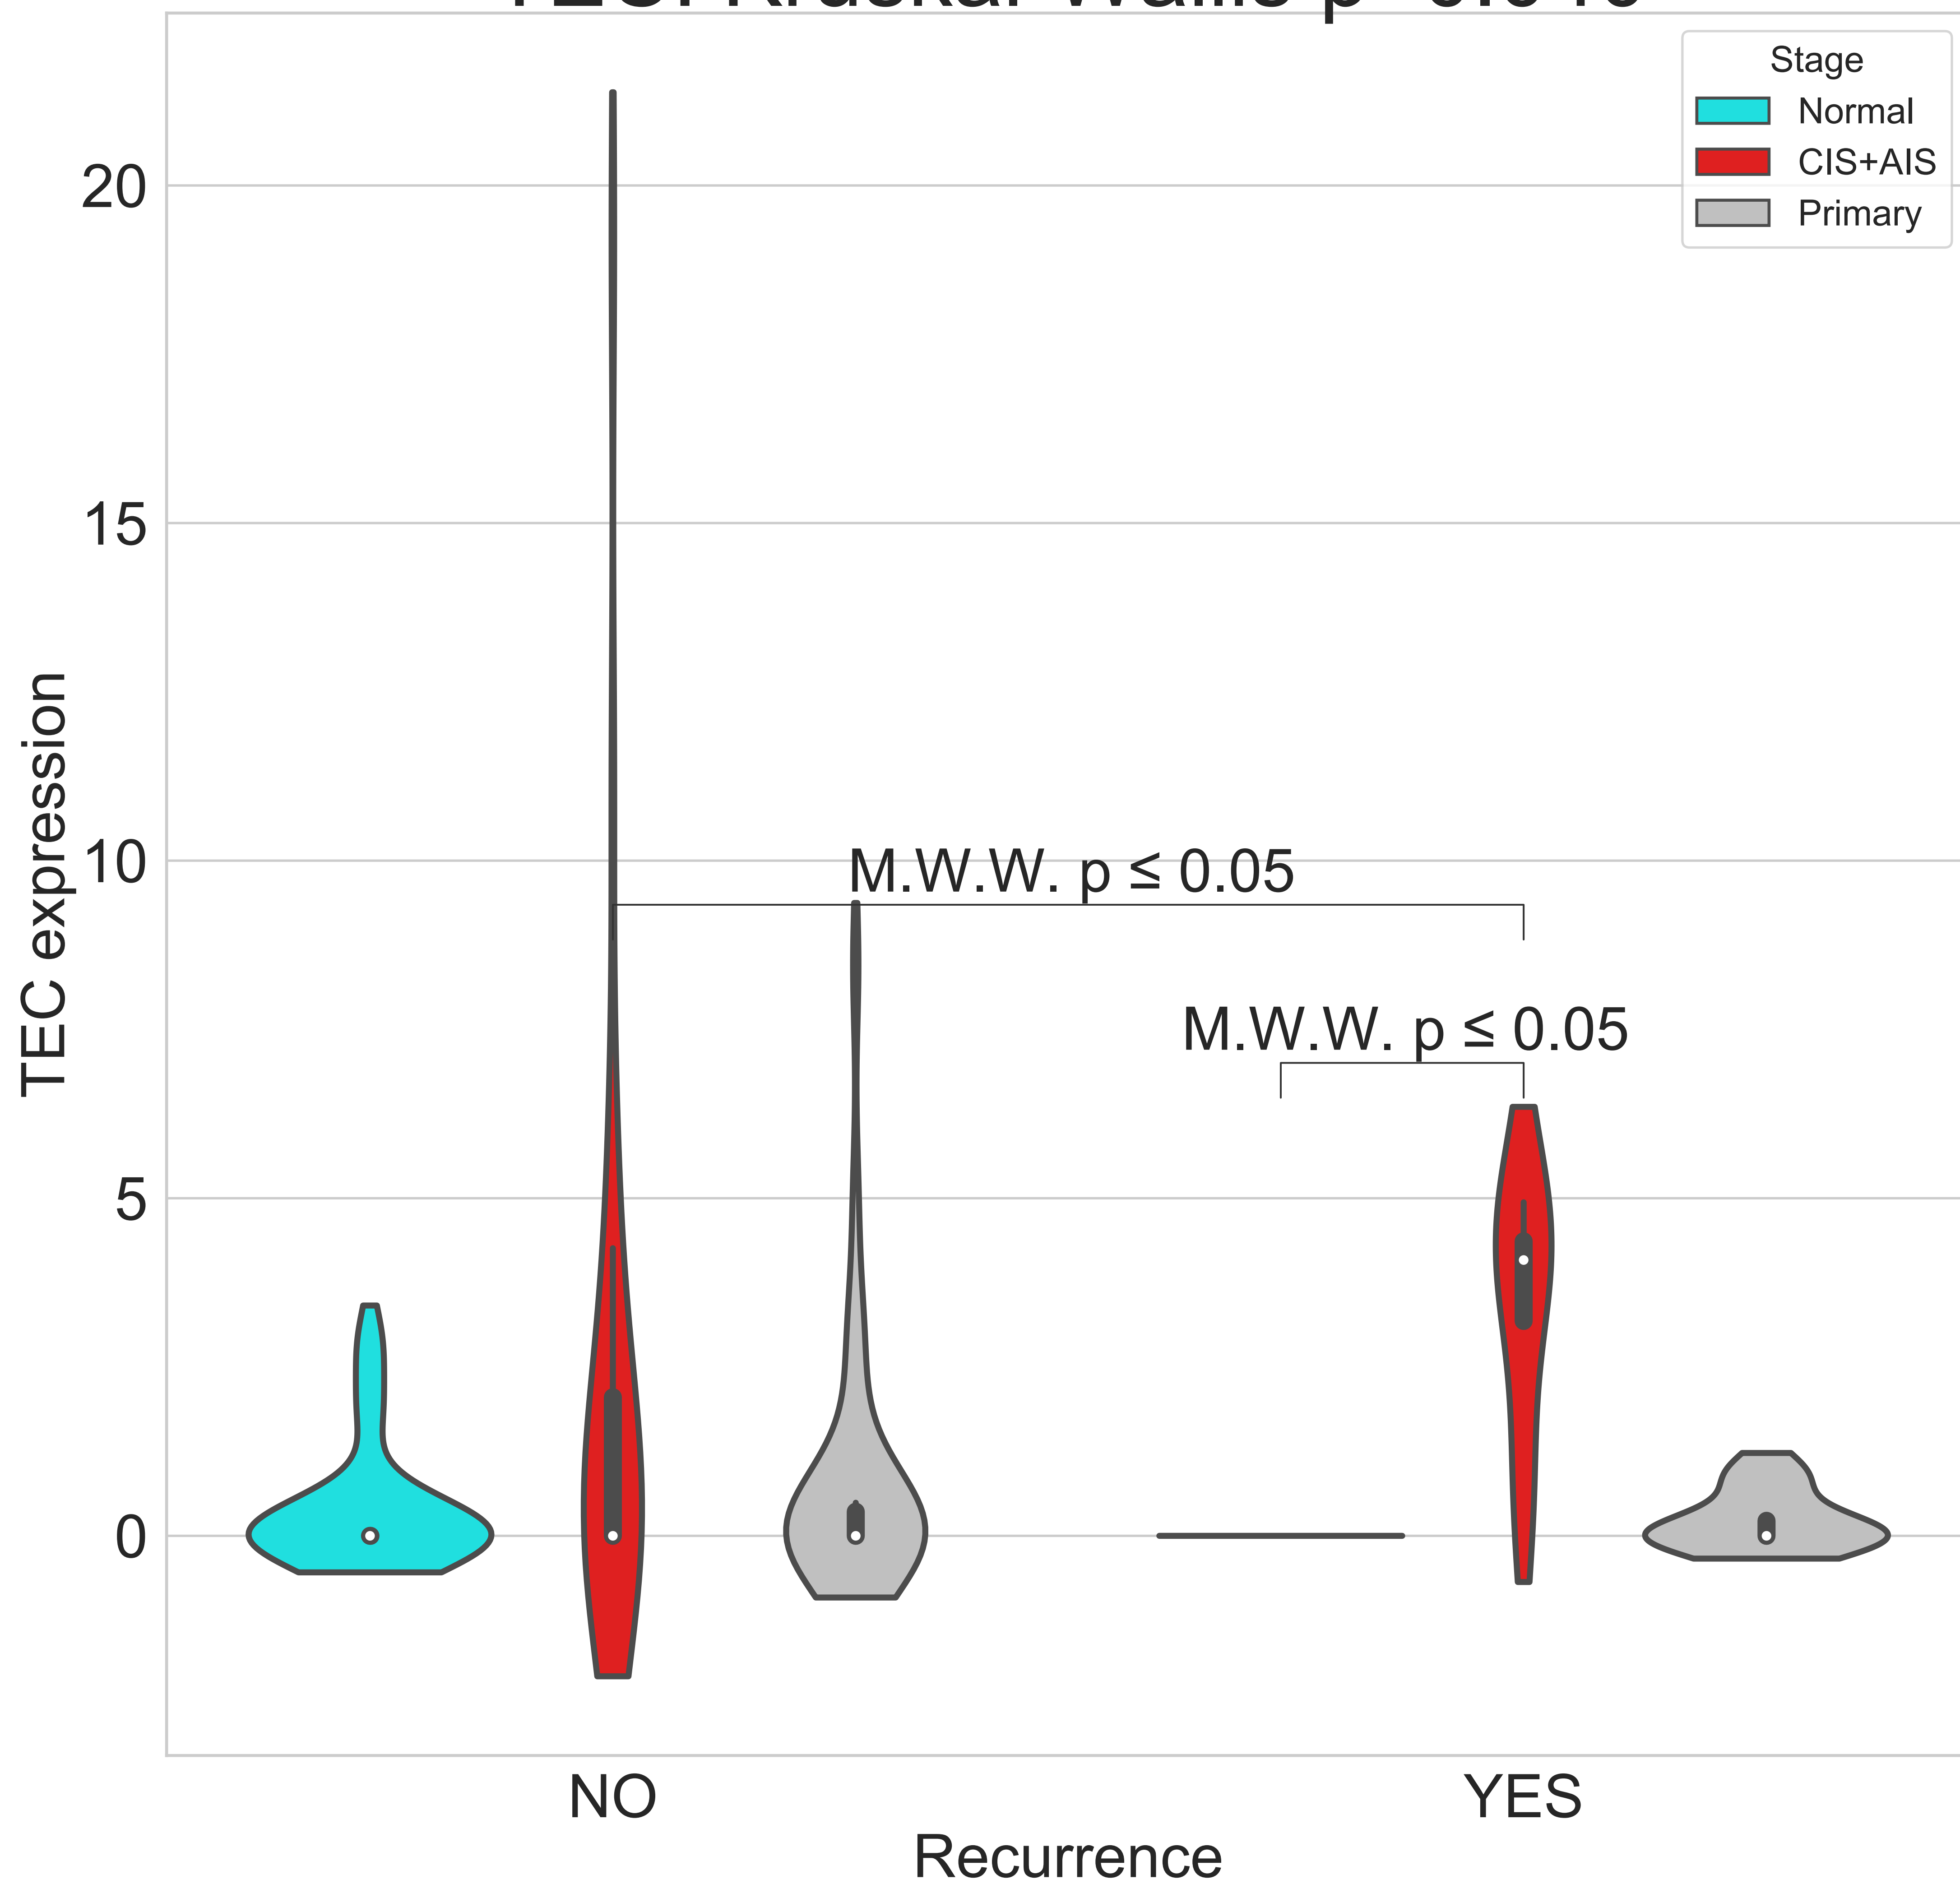 Stage
Normal
CIS+AIS
Primary
20
15
10
5
0
TEC expression
M.W.W. p ≤ 0.05
M.W.W. p ≤ 0.05
NO
YES
Recurrence